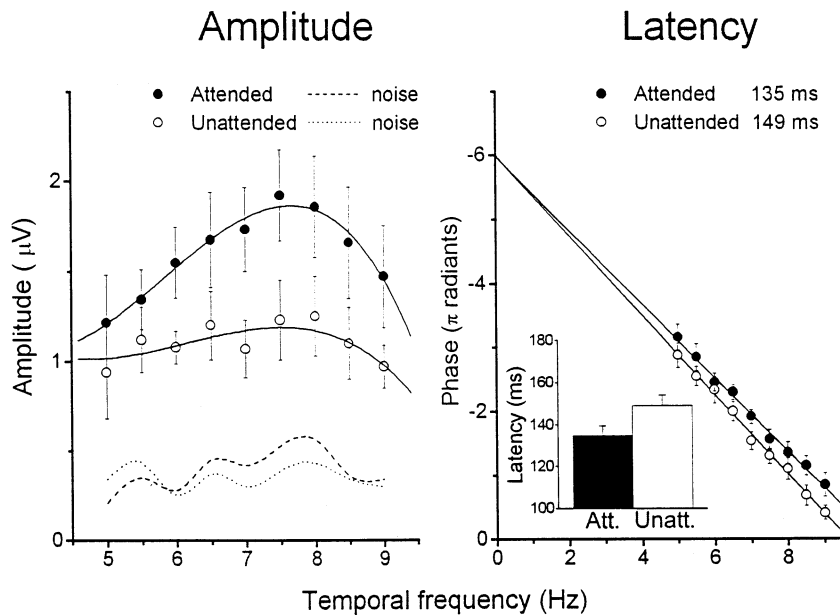 Amplitude
Latency
Attended noise
Unattended noise
Attended 135 ms
Unattended 149 ms
Amplitude ( μV)
2
1
0
5 6 7 8 9
Phase (π radiants)
-6
-4
-2
0
0 2 4 6 8
Latency (ms)
180
160
140
120
100
Att. Unatt.
Temporal frequency (Hz)